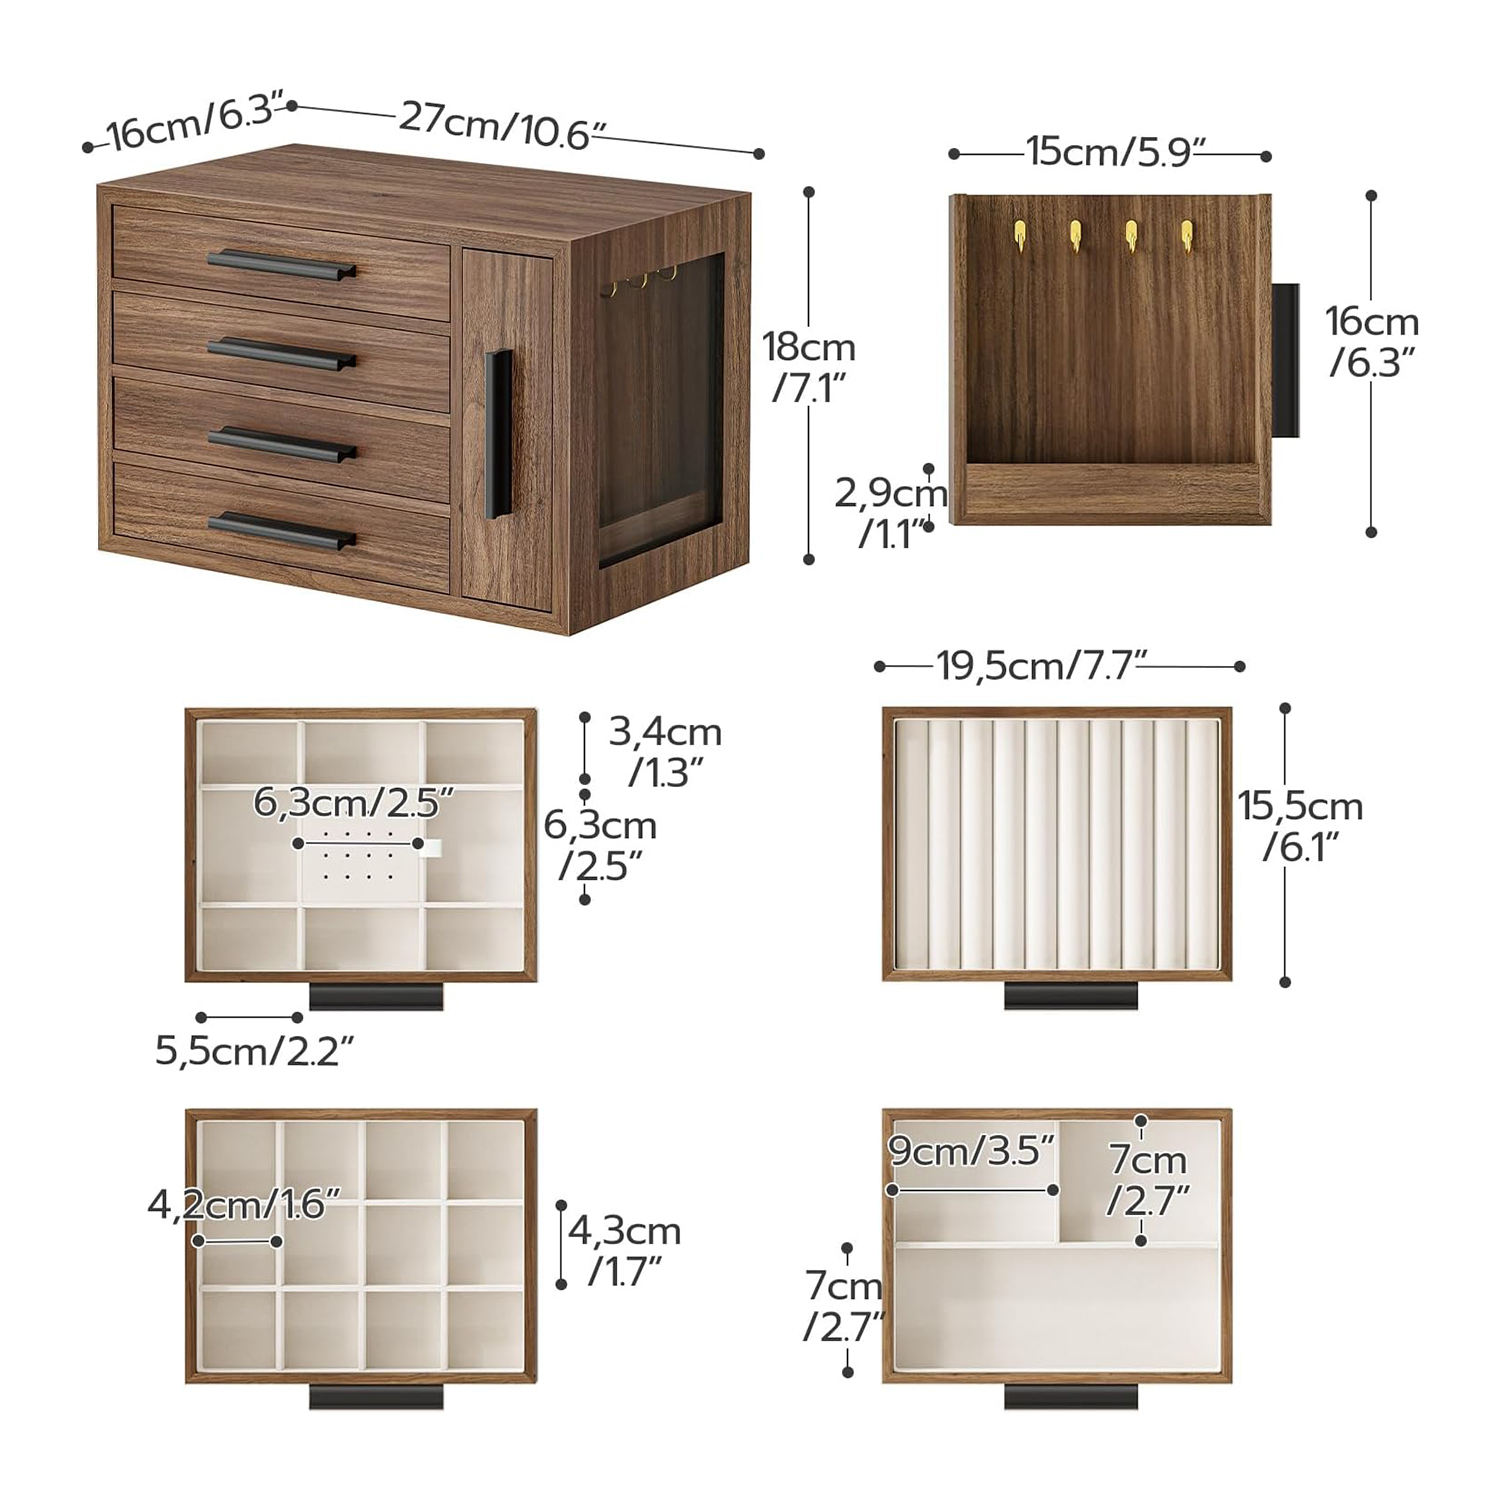 16cm/6.3”
27cm/10.6”
18cm
/7.1”
15cm/5.9”
16cm
/6.3”
2,9cm
/1.1”
3,4cm
/1.3”
6,3cm/2.5”
6,3cm
/2.5”
5,5cm/2.2”
19,5cm/7.7”
15,5cm
/6.1”
4,2cm/1.6”
4,3cm
/1.7”
9cm/3.5”
7cm
/2.7”
7cm
/2.7”